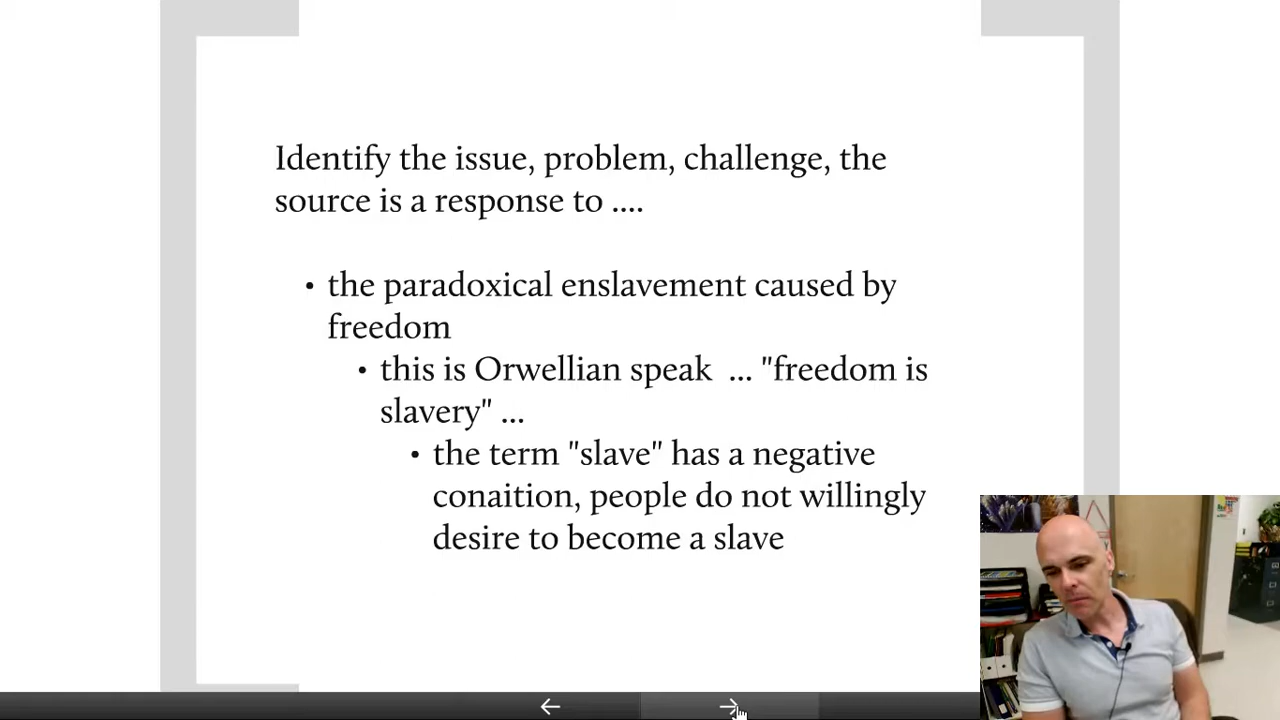 Identify the issue, problem, challenge, the
source is a response to ....
• the paradoxical enslavement caused by
freedom
• this is Orwellian speak ... "freedom is
slavery" ...
• the term "slave" has a negative
conaition, people do not willingly
desire to become a slave